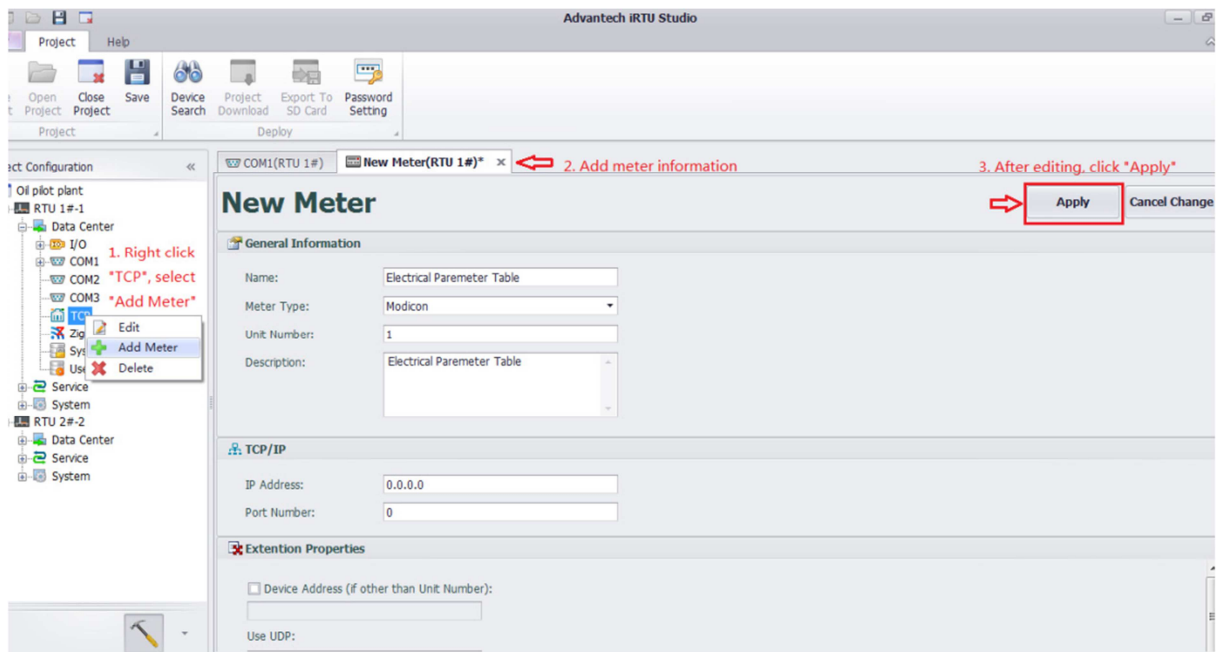 Advantech iRTU Studio
Project Help
Open Project
Close Project
Save
Device Search
Project Download
Export To SD Card
Password Setting
Project
Deploy
ect Configuration «
COM1(RTU 1#)
New Meter(RTU 1#)* x
2. Add meter information
3. After editing, click "Apply"
Oil pilot plant
RTU 1#-1
Data Center
I/O
COM1
COM2
COM3
TCP
Zig
Sys
Use
Service
System
RTU 2#-2
Data Center
Service
System
1. Right click
"TCP", select
"Add Meter"
Edit
Add Meter
Delete
New Meter
Apply
Cancel Change
General Information
Name: Electrical Paremeter Table
Meter Type: Modicon
Unit Number: 1
Description: Electrical Paremeter Table
TCP/IP
IP Address: 0.0.0.0
Port Number: 0
Extention Properties
Device Address (if other than Unit Number):
Use UDP: